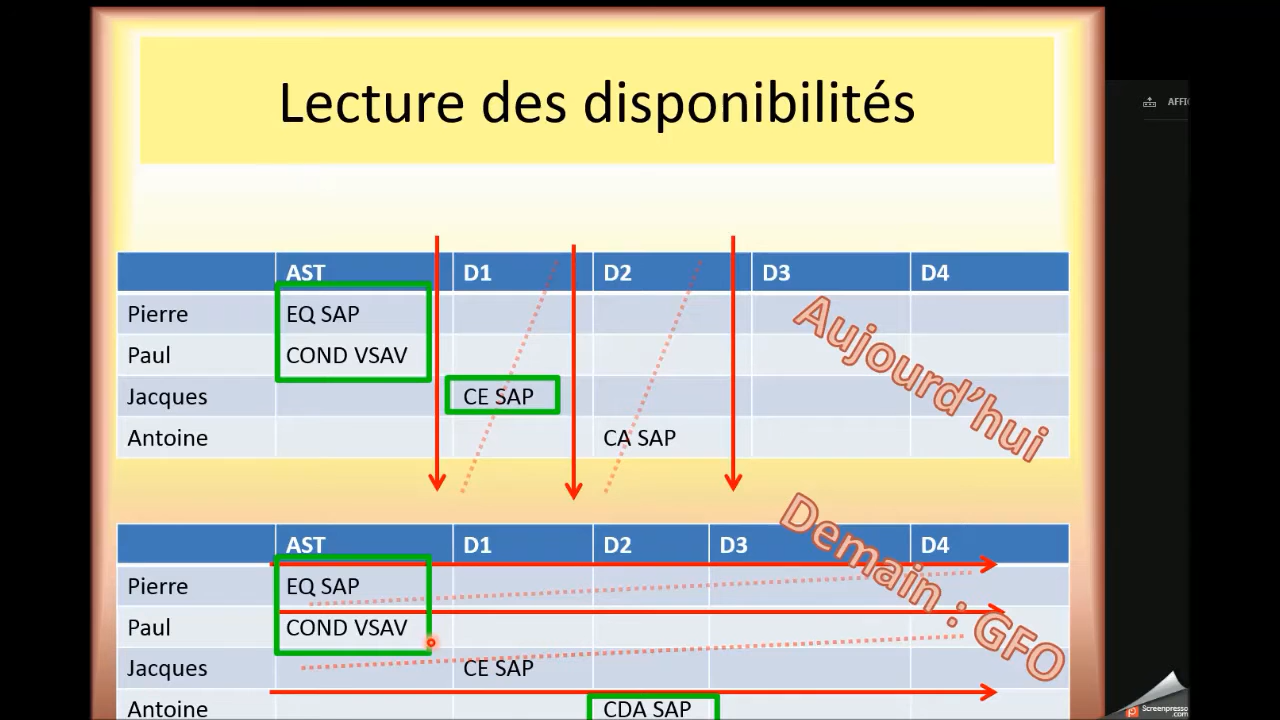 Lecture des disponibilités
AFFI
AST D1 D2 D3 D4
Pierre EQ SAP
Paul COND VSAV
Jacques CE SAP
Antoine CA SAP
Aujourd'hui
AST D1 D2 D3 D4
Pierre EQ SAP
Paul COND VSAV
Jacques CE SAP
Antoine CDA SAP
Demain : GFO
Screenpresso
.com